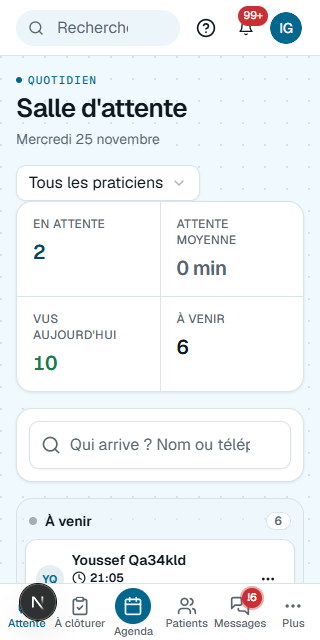 Recherch
99+
IG
QUOTIDIEN
Salle d'attente
Mercredi 25 novembre
Tous les praticiens
EN ATTENTE
2
ATTENTE
MOYENNE
0 min
VUS
AUJOURD'HUI
10
À VENIR
6
Qui arrive ? Nom ou télép
À venir
6
YQ
Youssef Qa34kld
21:05
N
Attente
À clôturer
Agenda
Patients
Messages
Plus